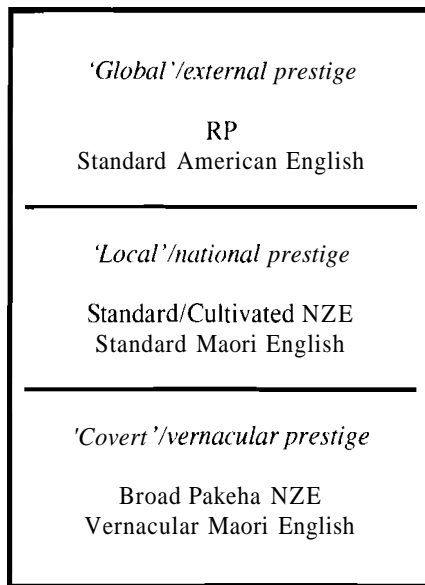 'Global'/external prestige
RP
Standard American English
'Local'/national prestige
Standard/Cultivated NZE
Standard Maori English
'Covert'/vernacular prestige
Broad Pakeha NZE
Vernacular Maori English